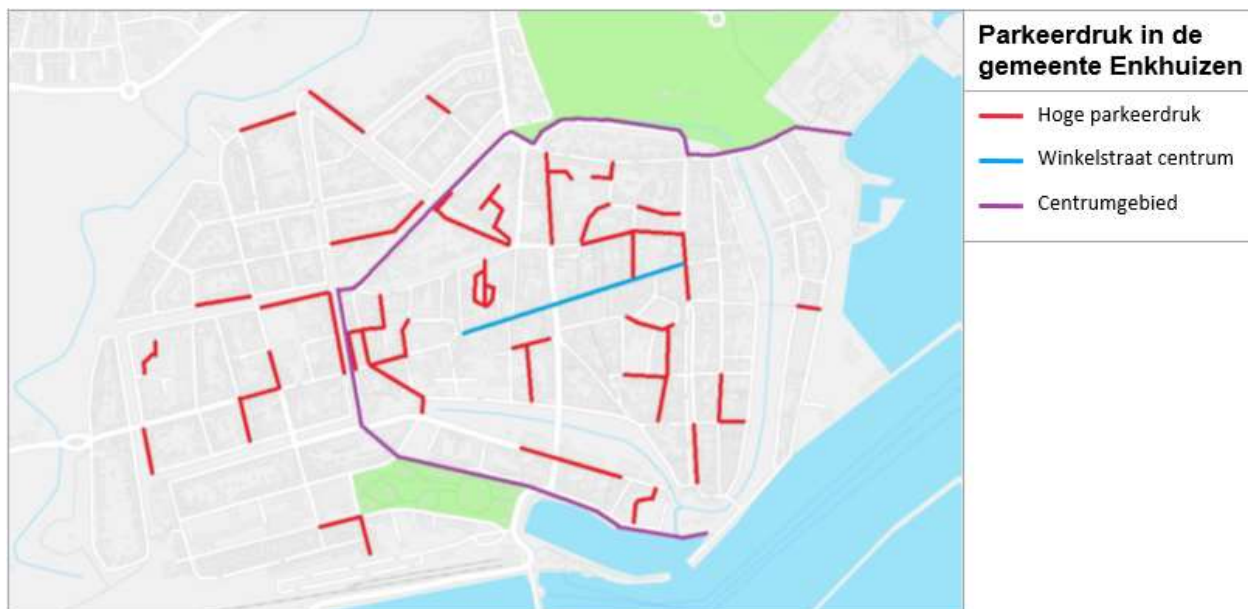 Parkeerdruk in de
gemeente Enkhuizen
Hoge parkeerdruk
Winkelstraat centrum
Centrumgebied